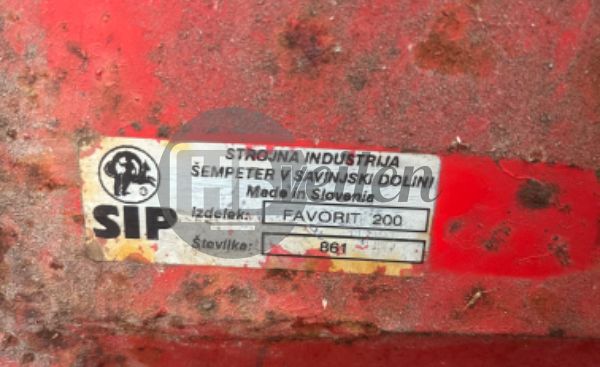 STROJNA INDUSTRIJA
ŠEMPETER V SAVINJSKI DOLINI
Made in Slovenia
SIP
Izdelek: FAVORIT 200
Številka: 861